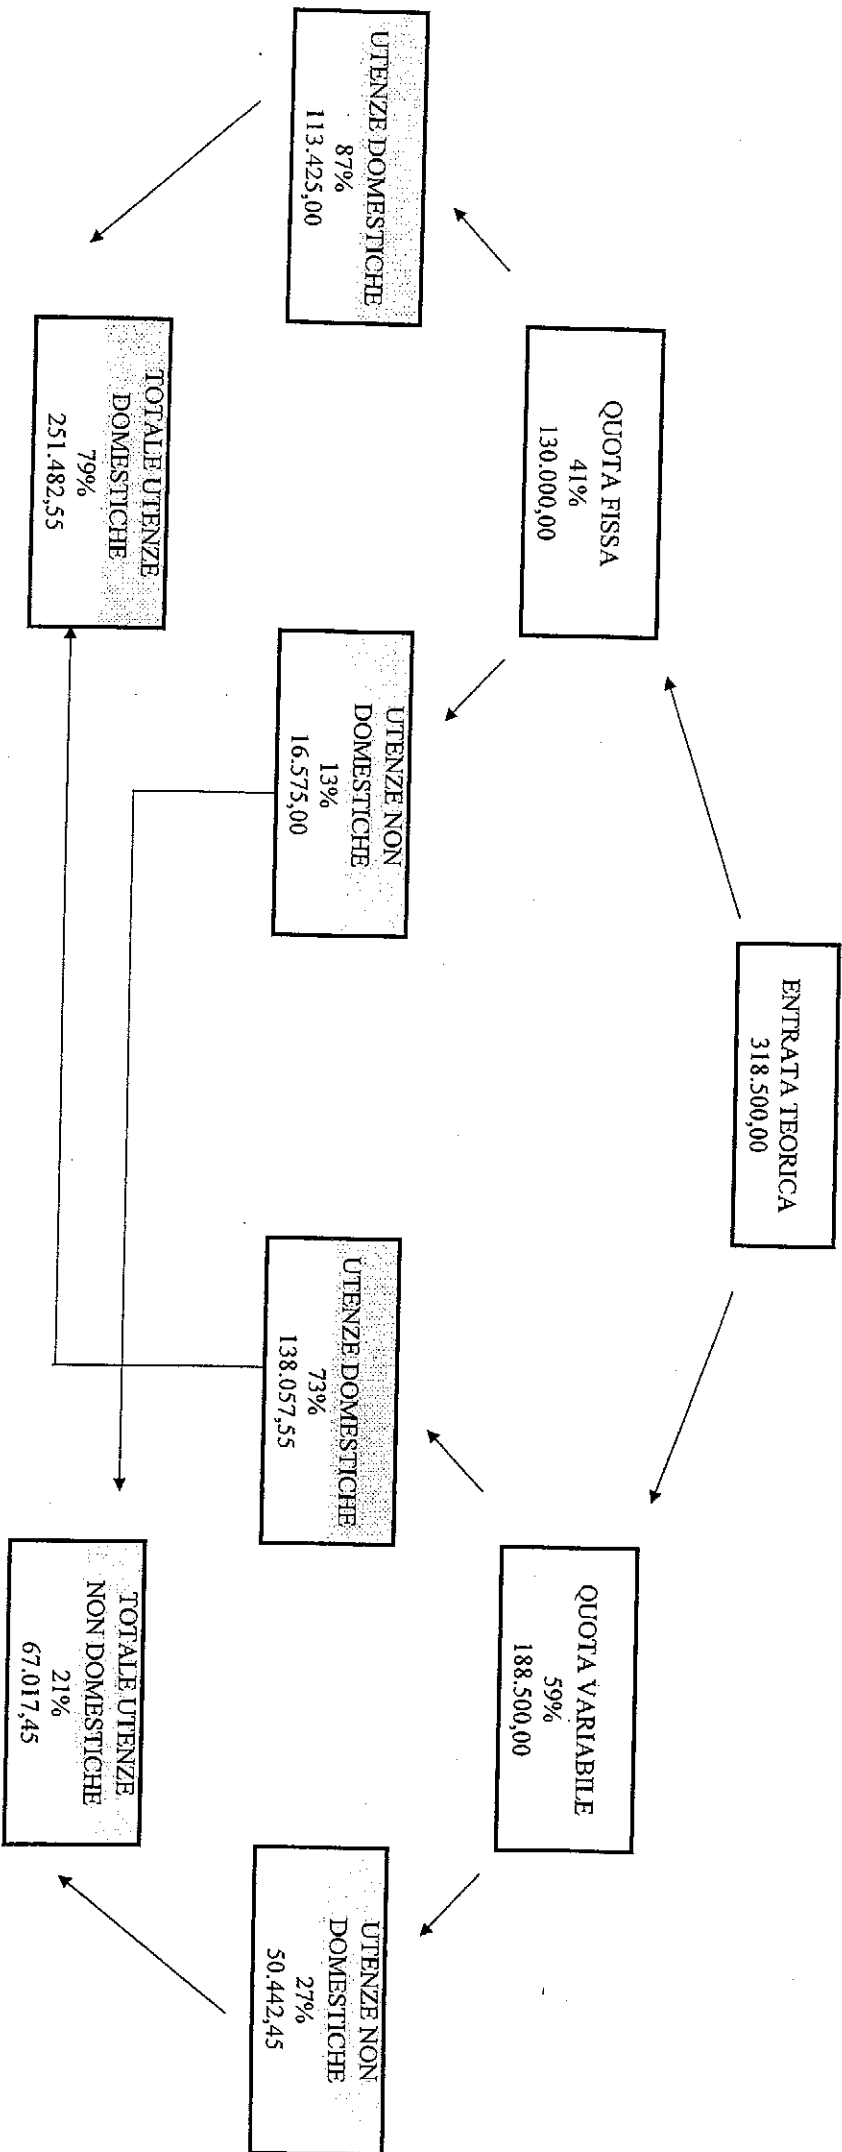 ENTRATA TEORICA
318.500,00
QUOTA FISSA
41%
130.000,00
QUOTA VARIABILE
59%
188.500,00
UTENZE DOMESTICHE
87%
113.425,00
UTENZE NON
DOMESTICHE
13%
16.575,00
UTENZE DOMESTICHE
73%
138.057,55
UTENZE NON
DOMESTICHE
27%
50.442,45
TOTALE UTENZE
DOMESTICHE
79%
251.482,55
TOTALE UTENZE
NON DOMESTICHE
21%
67.017,45